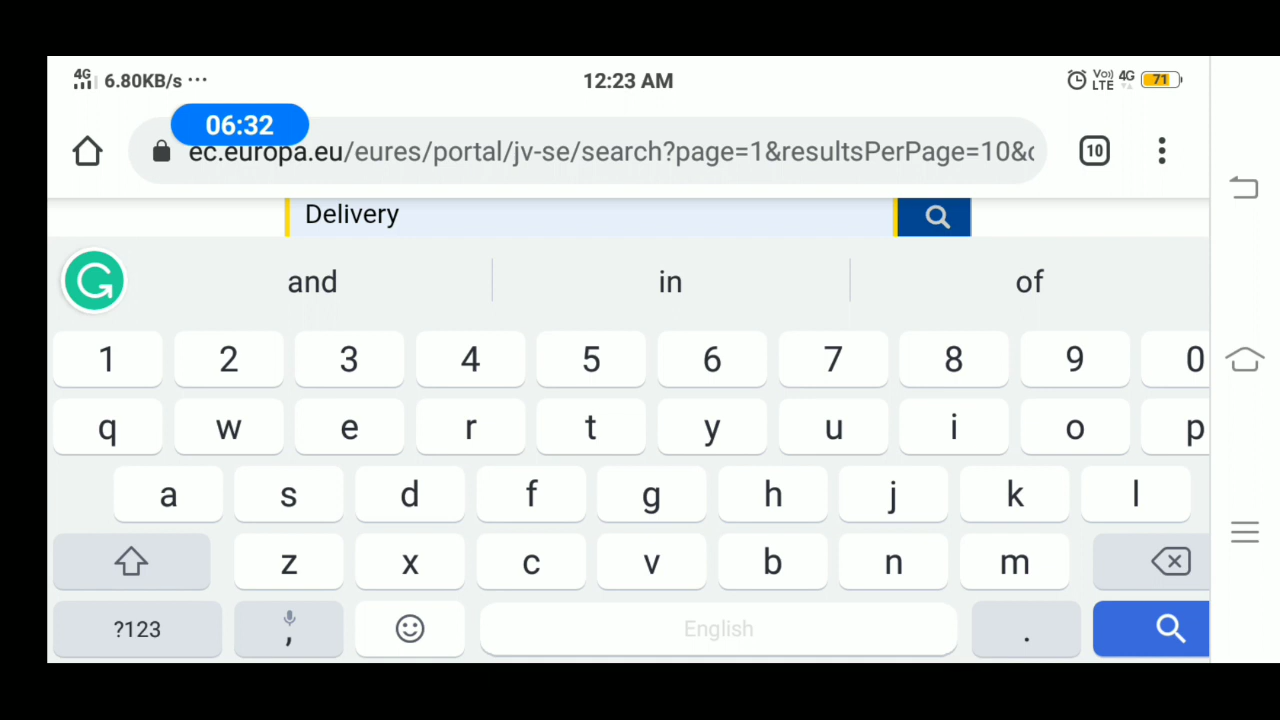 4G 6.80KB/s ... 12:23 AM Vo) LTE 4G 71
06:32
ec.europa.eu/eures/portal/jv-se/search?page=1&resultsPerPage=10& 10
Delivery
and in of
1 2 3 4 5 6 7 8 9 0
q w e r t y u i o p
a s d f g h j k l
z x c v b n m
?123 , English .